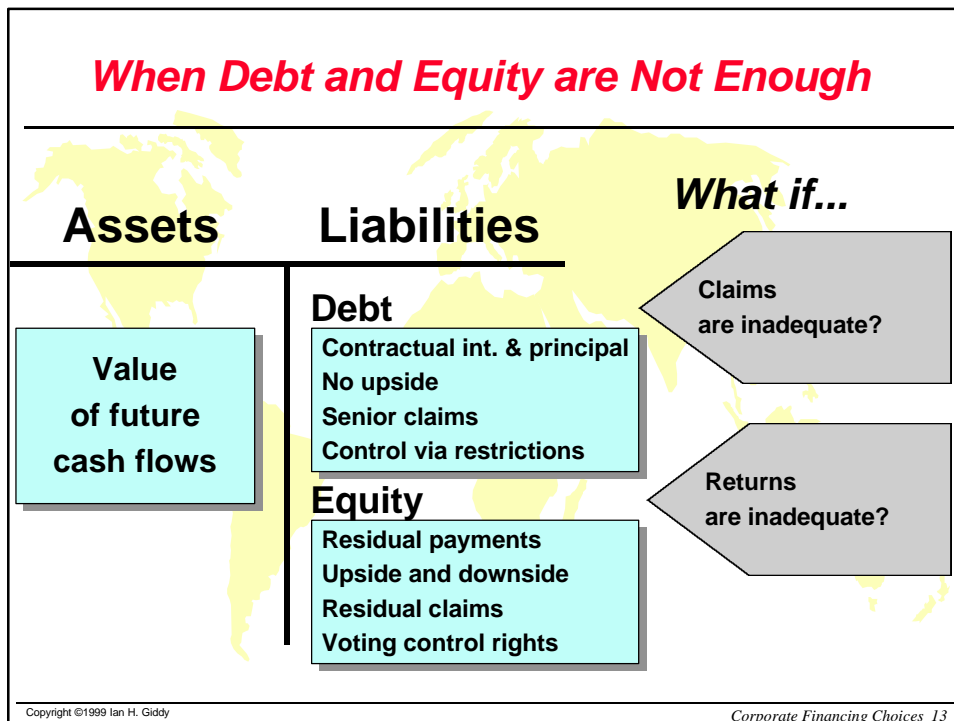 When Debt and Equity are Not Enough
Assets
Liabilities
What if...
Value
of future
cash flows
Debt
Contractual int. & principal
No upside
Senior claims
Control via restrictions
Equity
Residual payments
Upside and downside
Residual claims
Voting control rights
Claims
are inadequate?
Returns
are inadequate?
Copyright ©1999 Ian H. Giddy
Corporate Financing Choices 13